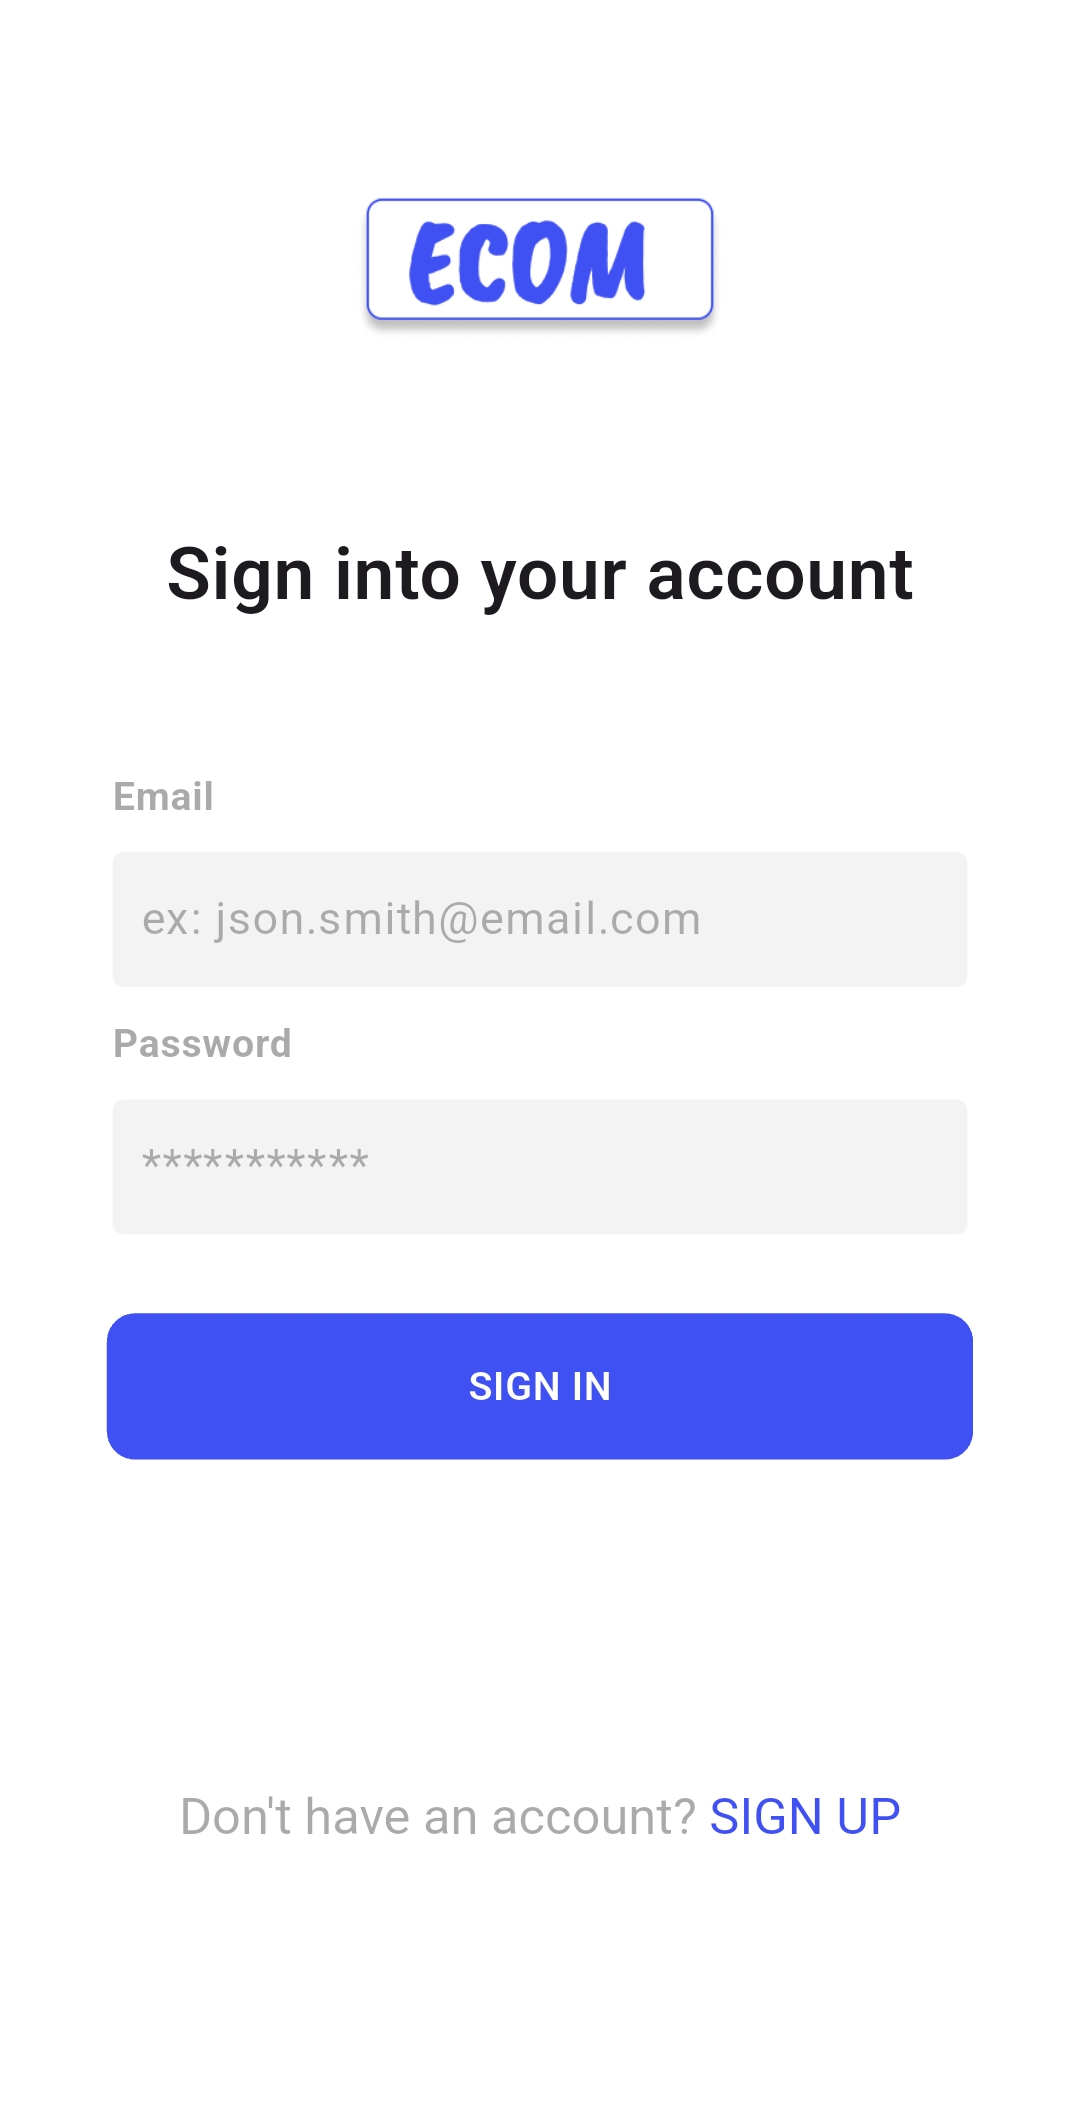 ECOM
Sign into your account
Email
ex: json.smith@email.com
Password
***********
SIGN IN
Don't have an account? SIGN UP